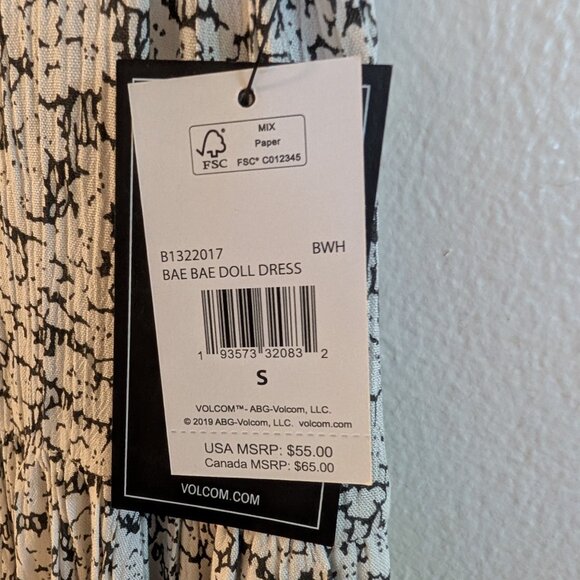 FSC
MIX
Paper
FSC® C012345
B1322017 BWH
BAE BAE DOLL DRESS
1 93573 32083 2
S
VOLCOM™- ABG-Volcom, LLC.
© 2019 ABG-Volcom, LLC. volcom.com
USA MSRP: $55.00
Canada MSRP: $65.00
VOLCOM.COM